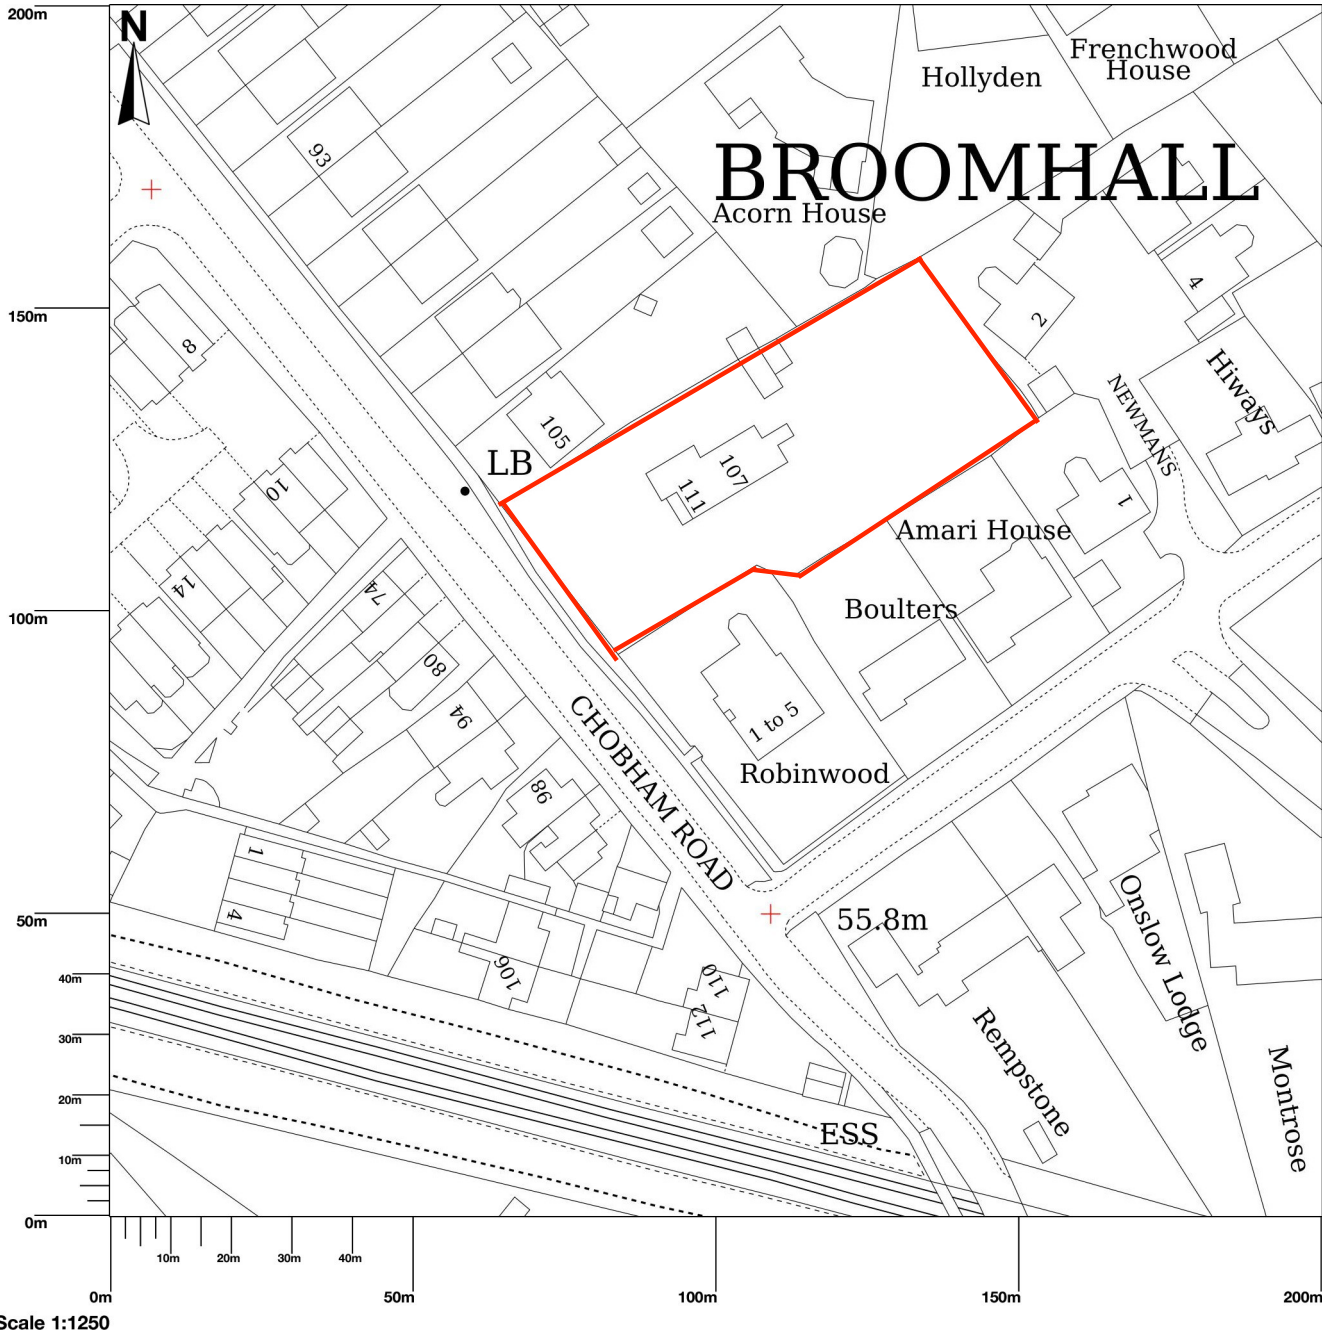 200m
N
Frenchwood
House
Hollyden
BROOMHALL
93
Acorn House
4
150m
2
8
Hiways
NEWMANS
105
LB
107
111
10
1
Amari House
14
74
Boulters
100m
80
94
1 to 5
CHOBHAM ROAD
Robinwood
98
1
4
50m
55.8m
Onslow Lodge
106
110
112
40m
30m
Rempstone
Montrose
20m
ESS
10m
0m
10m
20m
30m
40m
0m
50m
100m
150m
200m
Scale 1:1250